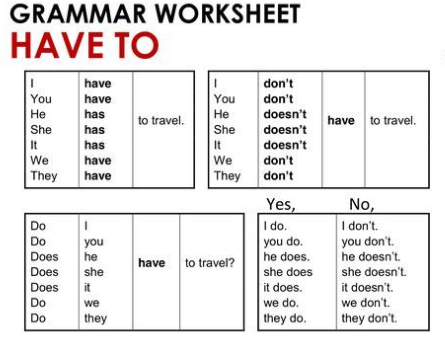 GRAMMAR WORKSHEET
HAVE TO
I have
You have
He has
She has
It has
We have
They have
to travel.
I don't
You don't
He doesn't
She doesn't
It doesn't
We don't
They don't
have
to travel.
Do I
Do you
Does he
Does she
Does it
Do we
Do they
have
to travel?
Yes, No,
I do. I don't.
you do. you don't.
he does. he doesn't.
she does she doesn't.
it does. it doesn't.
we do. we don't.
they do. they don't.